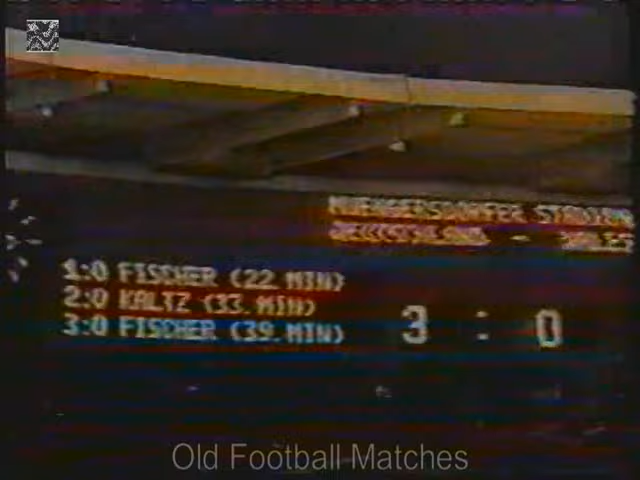 MUENGERSDORFER STADION
DEUTSCHLAND - WALES
1:0 FISCHER (22.MIN)
2:0 KALTZ (33.MIN)
3:0 FISCHER (39.MIN)
3 : 0
Old Football Matches